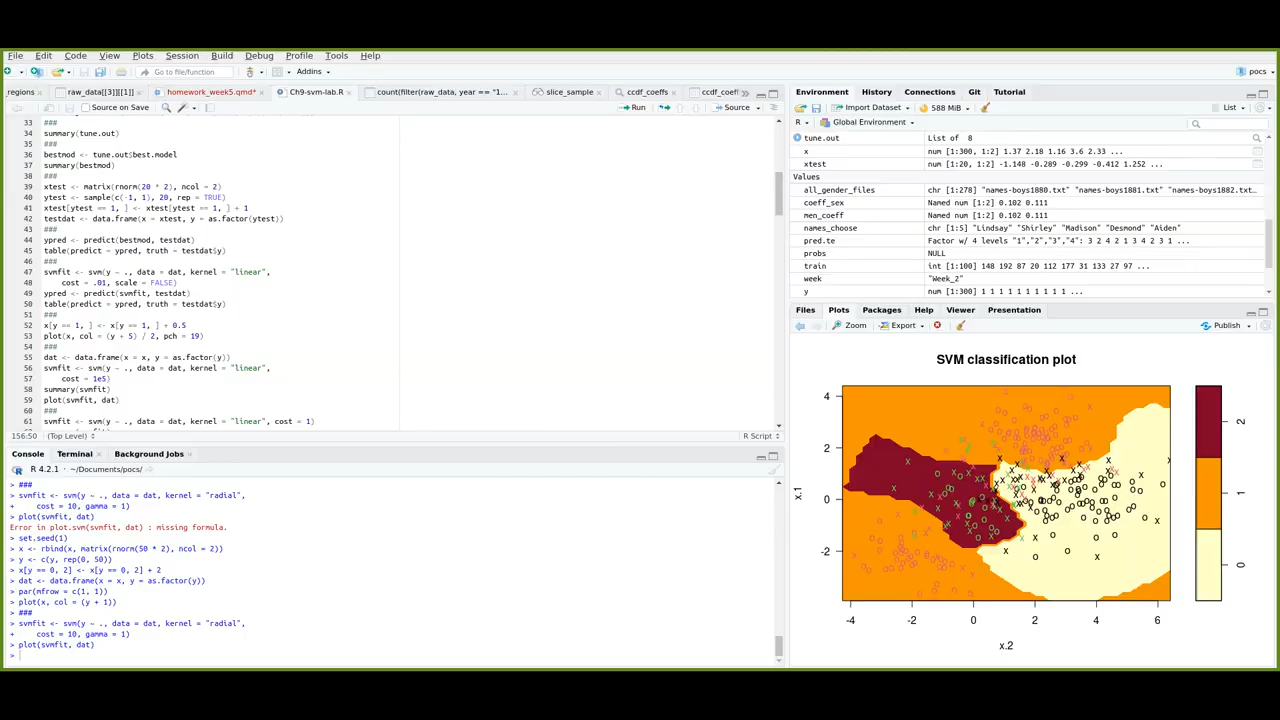 File Edit Code View Plots Session Build Debug Profile Tools Help
Go to file/function Addins pocs
_regions raw_data[[3]][[1]] homework_week5.qmd* Ch9-svm-lab.R count(filter(raw_data, year == "1... slice_sample ccdf_coeffs ccdf_coeff
Source on Save Run Source
33 ###
34 summary(tune.out)
35 ###
36 bestmod <- tune.out$best.model
37 summary(bestmod)
38 ###
39 xtest <- matrix(rnorm(20 * 2), ncol = 2)
40 ytest <- sample(c(-1, 1), 20, rep = TRUE)
41 xtest[ytest == 1, ] <- xtest[ytest == 1, ] + 1
42 testdat <- data.frame(x = xtest, y = as.factor(ytest))
43 ###
44 ypred <- predict(bestmod, testdat)
45 table(predict = ypred, truth = testdat$y)
46 ###
47 svmfit <- svm(y ~ ., data = dat, kernel = "linear",
48 cost = .01, scale = FALSE)
49 ypred <- predict(svmfit, testdat)
50 table(predict = ypred, truth = testdat$y)
51 ###
52 x[y == 1, ] <- x[y == 1, ] + 0.5
53 plot(x, col = (y + 5) / 2, pch = 19)
54 ###
55 dat <- data.frame(x = x, y = as.factor(y))
56 svmfit <- svm(y ~ ., data = dat, kernel = "linear",
57 cost = 1e5)
58 summary(svmfit)
59 plot(svmfit, dat)
60 ###
61 svmfit <- svm(y ~ ., data = dat, kernel = "linear", cost = 1)
156:50 (Top Level) R Script
Console Terminal Background Jobs
R 4.2.1 · ~/Documents/pocs/
> ###
> svmfit <- svm(y ~ ., data = dat, kernel = "radial",
+ cost = 10, gamma = 1)
> plot(svmfit, dat)
Error in plot.svm(svmfit, dat) : missing formula.
> set.seed(1)
> x <- rbind(x, matrix(rnorm(50 * 2), ncol = 2))
> y <- c(y, rep(0, 50))
> x[y == 0, 2] <- x[y == 0, 2] + 2
> dat <- data.frame(x = x, y = as.factor(y))
> par(mfrow = c(1, 1))
> plot(x, col = (y + 1))
> ###
> svmfit <- svm(y ~ ., data = dat, kernel = "radial",
+ cost = 10, gamma = 1)
> plot(svmfit, dat)
>
Environment History Connections Git Tutorial
Import Dataset 588 MiB List
R Global Environment
tune.out List of 8
x num [1:300, 1:2] 1.37 2.18 1.16 3.6 2.33 ...
xtest num [1:20, 1:2] -1.148 -0.289 -0.299 -0.412 1.252 ...
Values
all_gender_files chr [1:278] "names-boys1880.txt" "names-boys1881.txt" "names-boys1882.txt...
coeff_sex Named num [1:2] 0.102 0.111
men_coeff Named num [1:2] 0.102 0.111
names_choose chr [1:5] "Lindsay" "Shirley" "Madison" "Desmond" "Aiden"
pred.te Factor w/ 4 levels "1","2","3","4": 3 2 4 2 1 3 4 2 3 1 ...
probs NULL
train int [1:100] 148 192 87 20 112 177 31 133 27 97 ...
week "Week_2"
y num [1:300] 1 1 1 1 1 1 1 1 1 1 ...
Files Plots Packages Help Viewer Presentation
Zoom Export Publish
SVM classification plot
4
2
0
-2
x.1
-4 -2 0 2 4 6
x.2
2
1
0